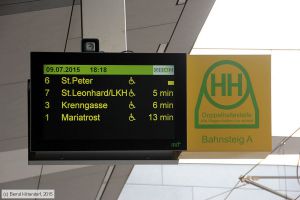 09.07.2015 18:18
6 St.Peter
7 St.Leonhard/LKH 5 min
3 Krenngasse 6 min
1 Mariatrost 13 min
HH
Doppelhaltestelle
Bahnsteig A
(c) Bernd Hittendorf, 2015